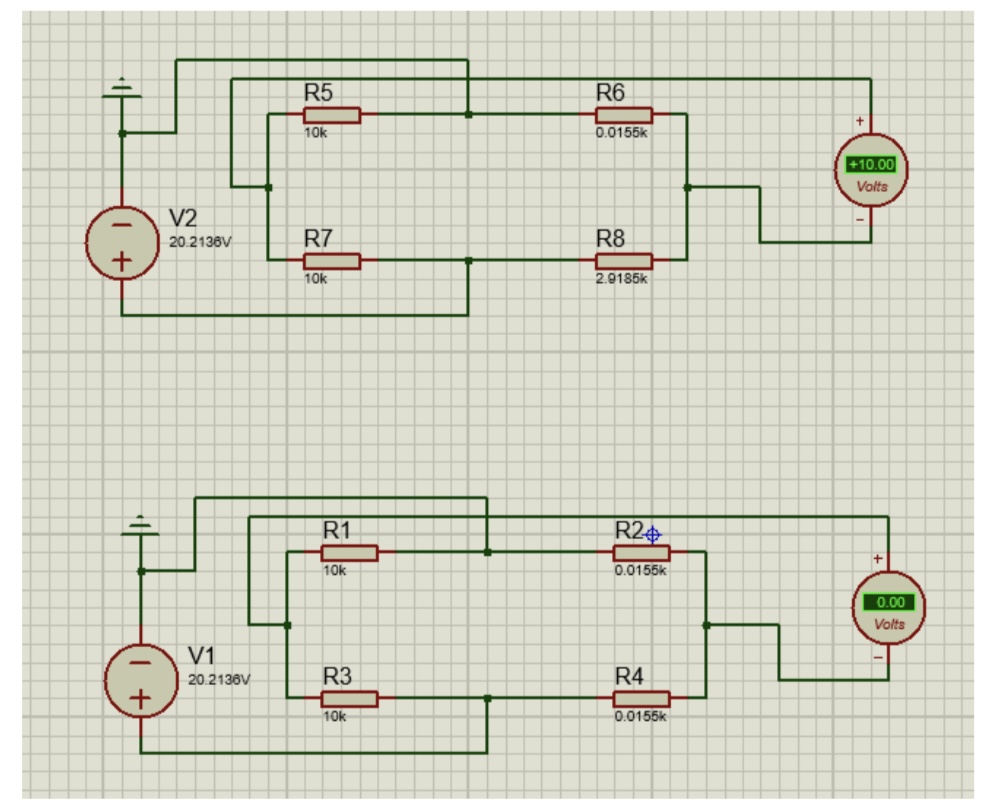 R5
10k
R6
0.0155k
+
+10.00
Volts
−
V2
20.2136V
−
+
R7
10k
R8
2.9185k
R1
10k
R2
0.0155k
+
0.00
Volts
−
V1
20.2136V
−
+
R3
10k
R4
0.0155k